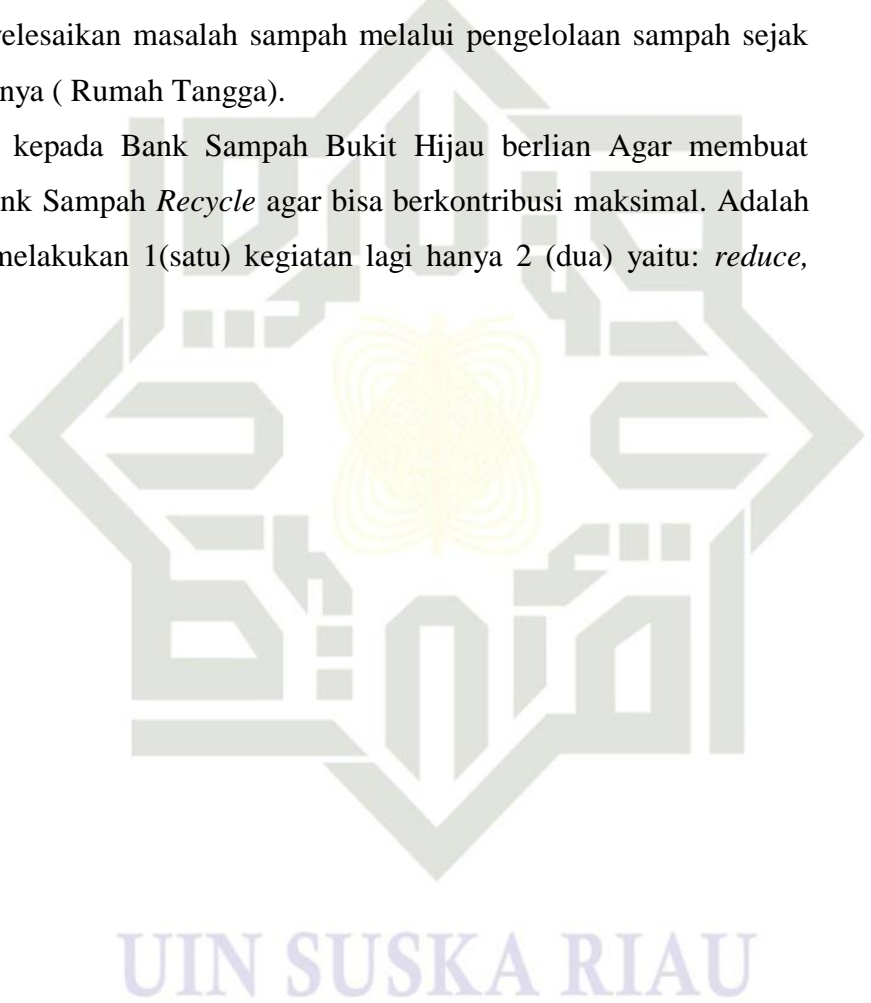 elesaikan masalah sampah melalui pengelolaan sampah sejak
nya ( Rumah Tangga).
kepada Bank Sampah Bukit Hijau berlian Agar membuat
nk Sampah Recycle agar bisa berkontribusi maksimal. Adalah
melakukan 1(satu) kegiatan lagi hanya 2 (dua) yaitu: reduce,
UIN SUSKA RIAU